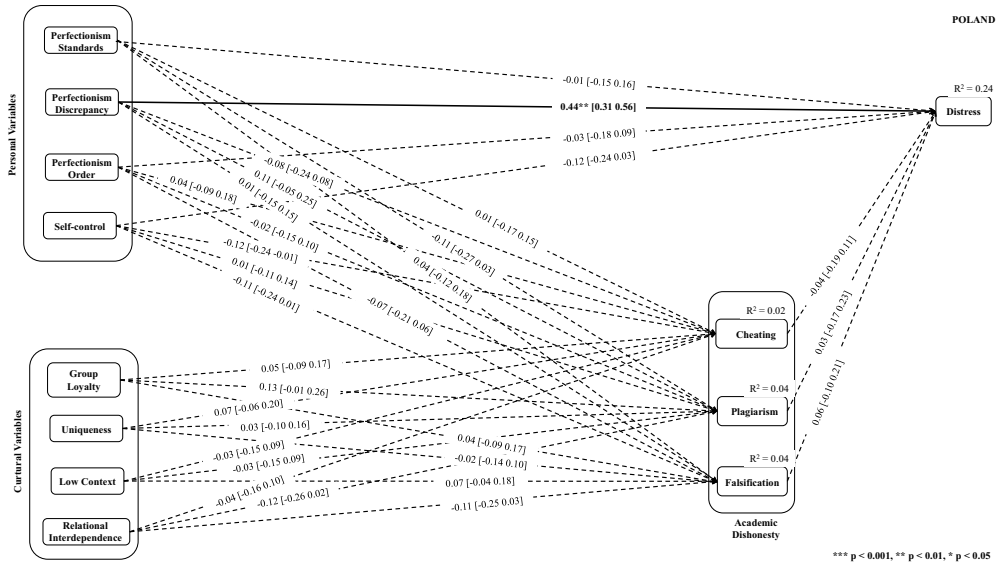 POLAND
Personal Variables
Perfectionism
Standards
Perfectionism
Discrepancy
Perfectionism
Order
Self-control
-0.01 [-0.15 0.16]
0.44** [0.31 0.56]
-0.03 [-0.18 0.09]
-0.12 [-0.24 0.03]
R² = 0.24
Distress
-0.08 [-0.24 0.08]
0.11 [-0.05 0.25]
0.04 [-0.09 0.18]
0.01 [-0.15 0.15]
-0.02 [-0.15 0.10]
-0.12 [-0.24 -0.01]
0.01 [-0.11 0.14]
-0.11 [-0.24 0.01]
0.01 [-0.17 0.15]
-0.11 [-0.27 0.03]
0.04 [-0.12 0.18]
-0.07 [-0.21 0.06]
-0.04 [-0.19 0.11]
0.03 [-0.17 0.23]
0.06 [-0.10 0.21]
R² = 0.02
Cheating
R² = 0.04
Plagiarism
R² = 0.04
Falsification
Academic
Dishonesty
Curtural Variables
Group
Loyalty
Uniqueness
Low Context
Relational
Interdependence
0.05 [-0.09 0.17]
0.13 [-0.01 0.26]
0.07 [-0.06 0.20]
0.03 [-0.10 0.16]
-0.03 [-0.15 0.09]
-0.03 [-0.15 0.09]
-0.04 [-0.16 0.10]
-0.12 [-0.26 0.02]
0.04 [-0.09 0.17]
-0.02 [-0.14 0.10]
0.07 [-0.04 0.18]
-0.11 [-0.25 0.03]
*** p < 0.001, ** p < 0.01, * p < 0.05